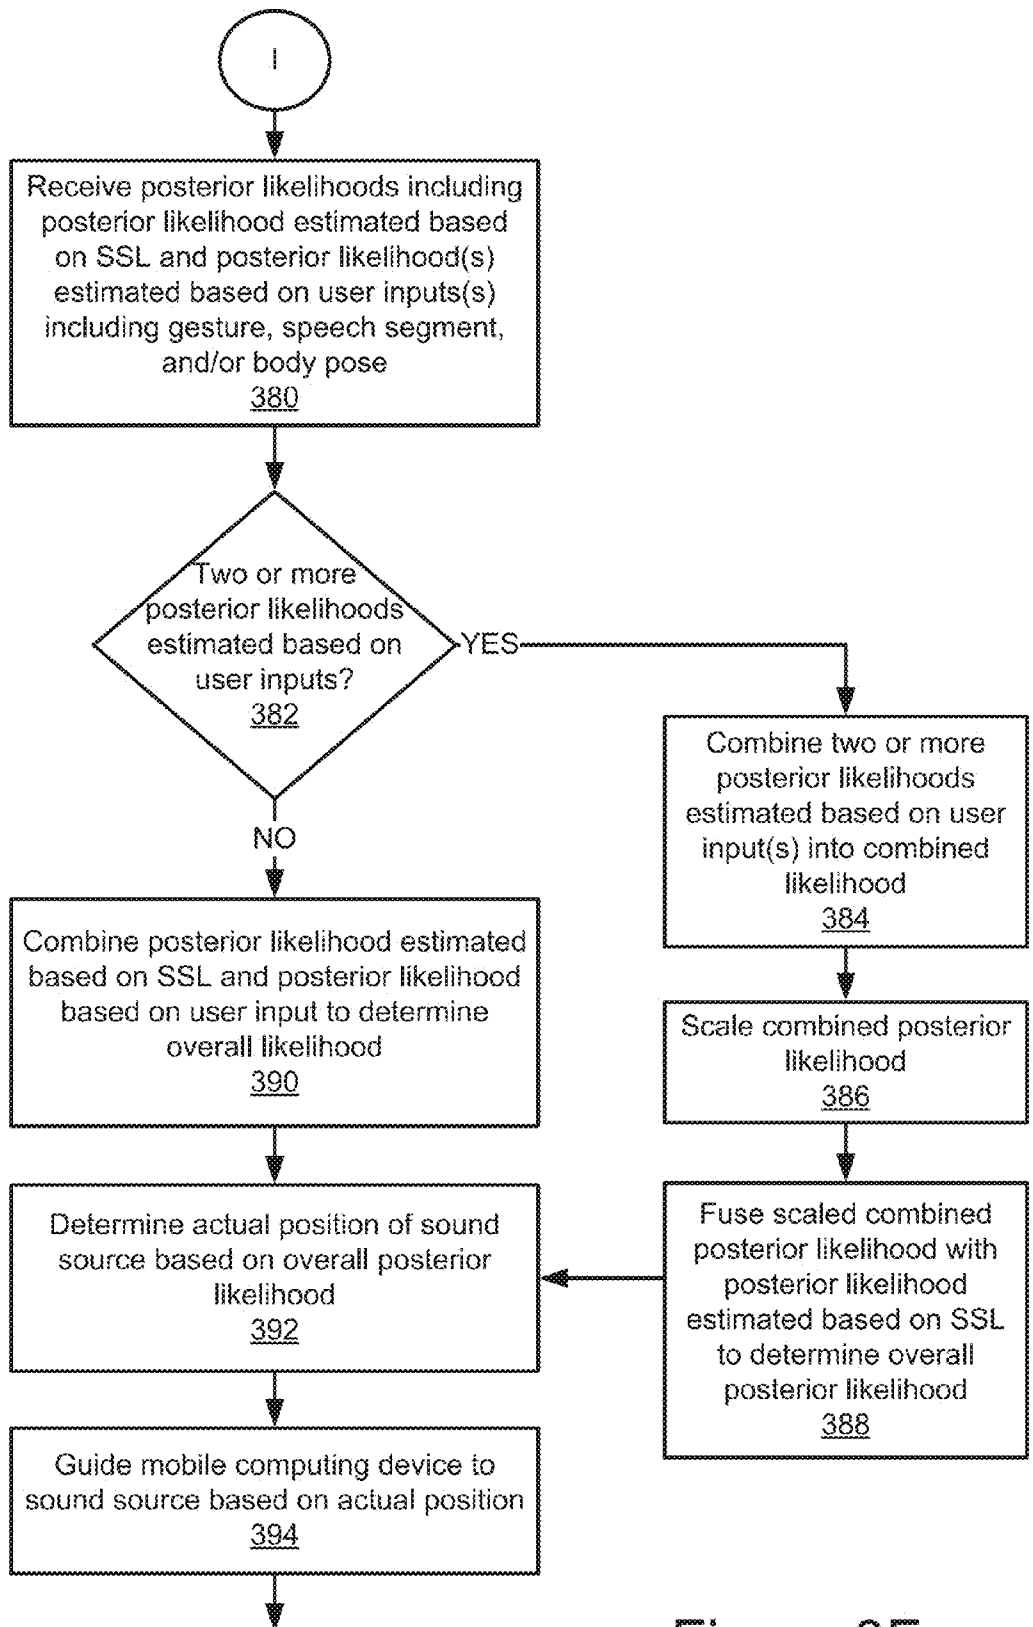 I
Receive posterior likelihoods including
posterior likelihood estimated based
on SSL and posterior likelihood(s)
estimated based on user inputs(s)
including gesture, speech segment,
and/or body pose
380
Two or more
posterior likelihoods
estimated based on
user inputs?
382
YES
NO
Combine two or more
posterior likelihoods
estimated based on user
input(s) into combined
likelihood
384
Scale combined posterior
likelihood
386
Fuse scaled combined
posterior likelihood with
posterior likelihood
estimated based on SSL
to determine overall
posterior likelihood
388
Combine posterior likelihood estimated
based on SSL and posterior likelihood
based on user input to determine
overall likelihood
390
Determine actual position of sound
source based on overall posterior
likelihood
392
Guide mobile computing device to
sound source based on actual position
394